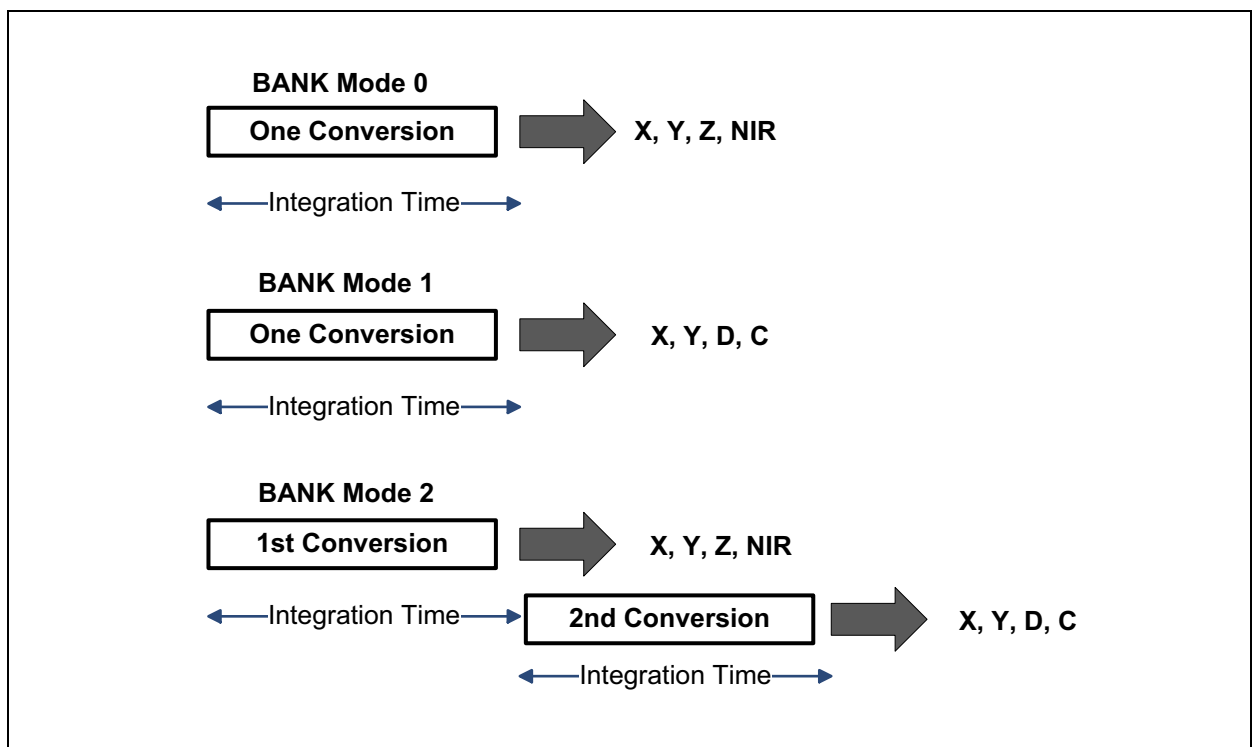 BANK Mode 0
One Conversion
X, Y, Z, NIR
Integration Time
BANK Mode 1
One Conversion
X, Y, D, C
Integration Time
BANK Mode 2
1st Conversion
X, Y, Z, NIR
Integration Time
2nd Conversion
X, Y, D, C
Integration Time